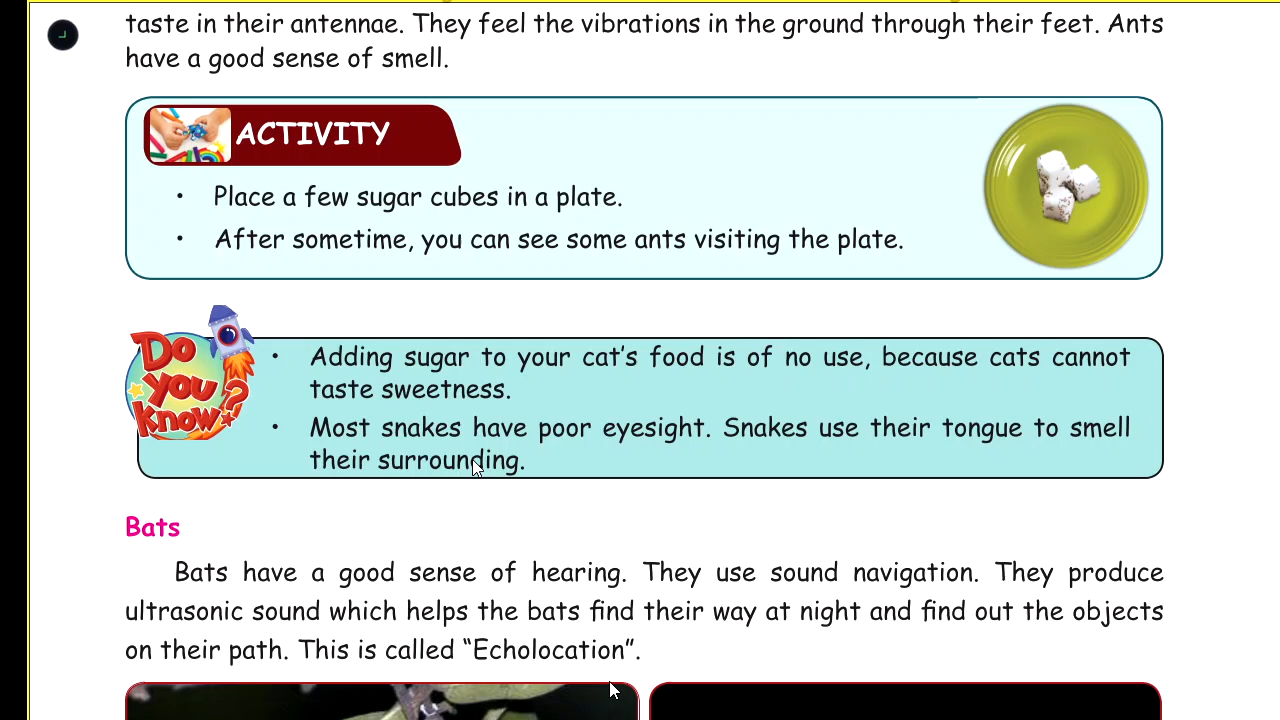 taste in their antennae. They feel the vibrations in the ground through their feet. Ants
have a good sense of smell.
ACTIVITY
• Place a few sugar cubes in a plate.
• After sometime, you can see some ants visiting the plate.
Do
you
know?
• Adding sugar to your cat's food is of no use, because cats cannot
taste sweetness.
• Most snakes have poor eyesight. Snakes use their tongue to smell
their surrounding.
Bats
Bats have a good sense of hearing. They use sound navigation. They produce
ultrasonic sound which helps the bats find their way at night and find out the objects
on their path. This is called “Echolocation”.